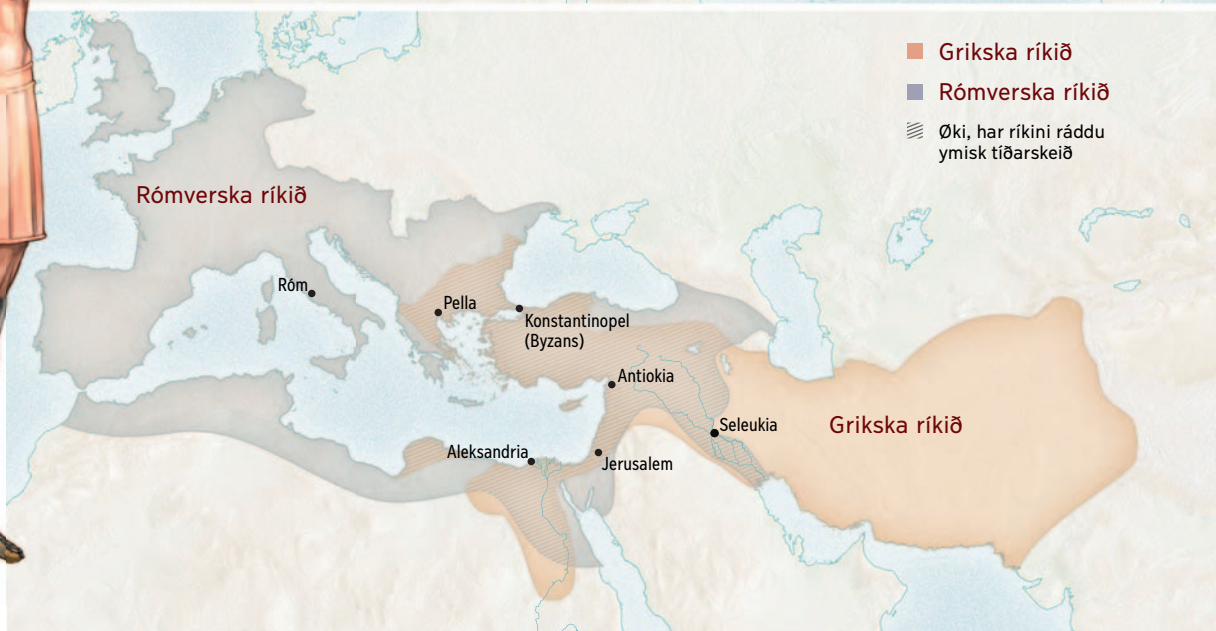 Grikska ríkið
Rómverska ríkið
Øki, har ríkini ráddu
ymisk tíðarskeið
Rómverska ríkið
Róm
Pella
Konstantinopel
(Byzans)
Antiokia
Seleukia
Grikska ríkið
Aleksandria
Jerusalem